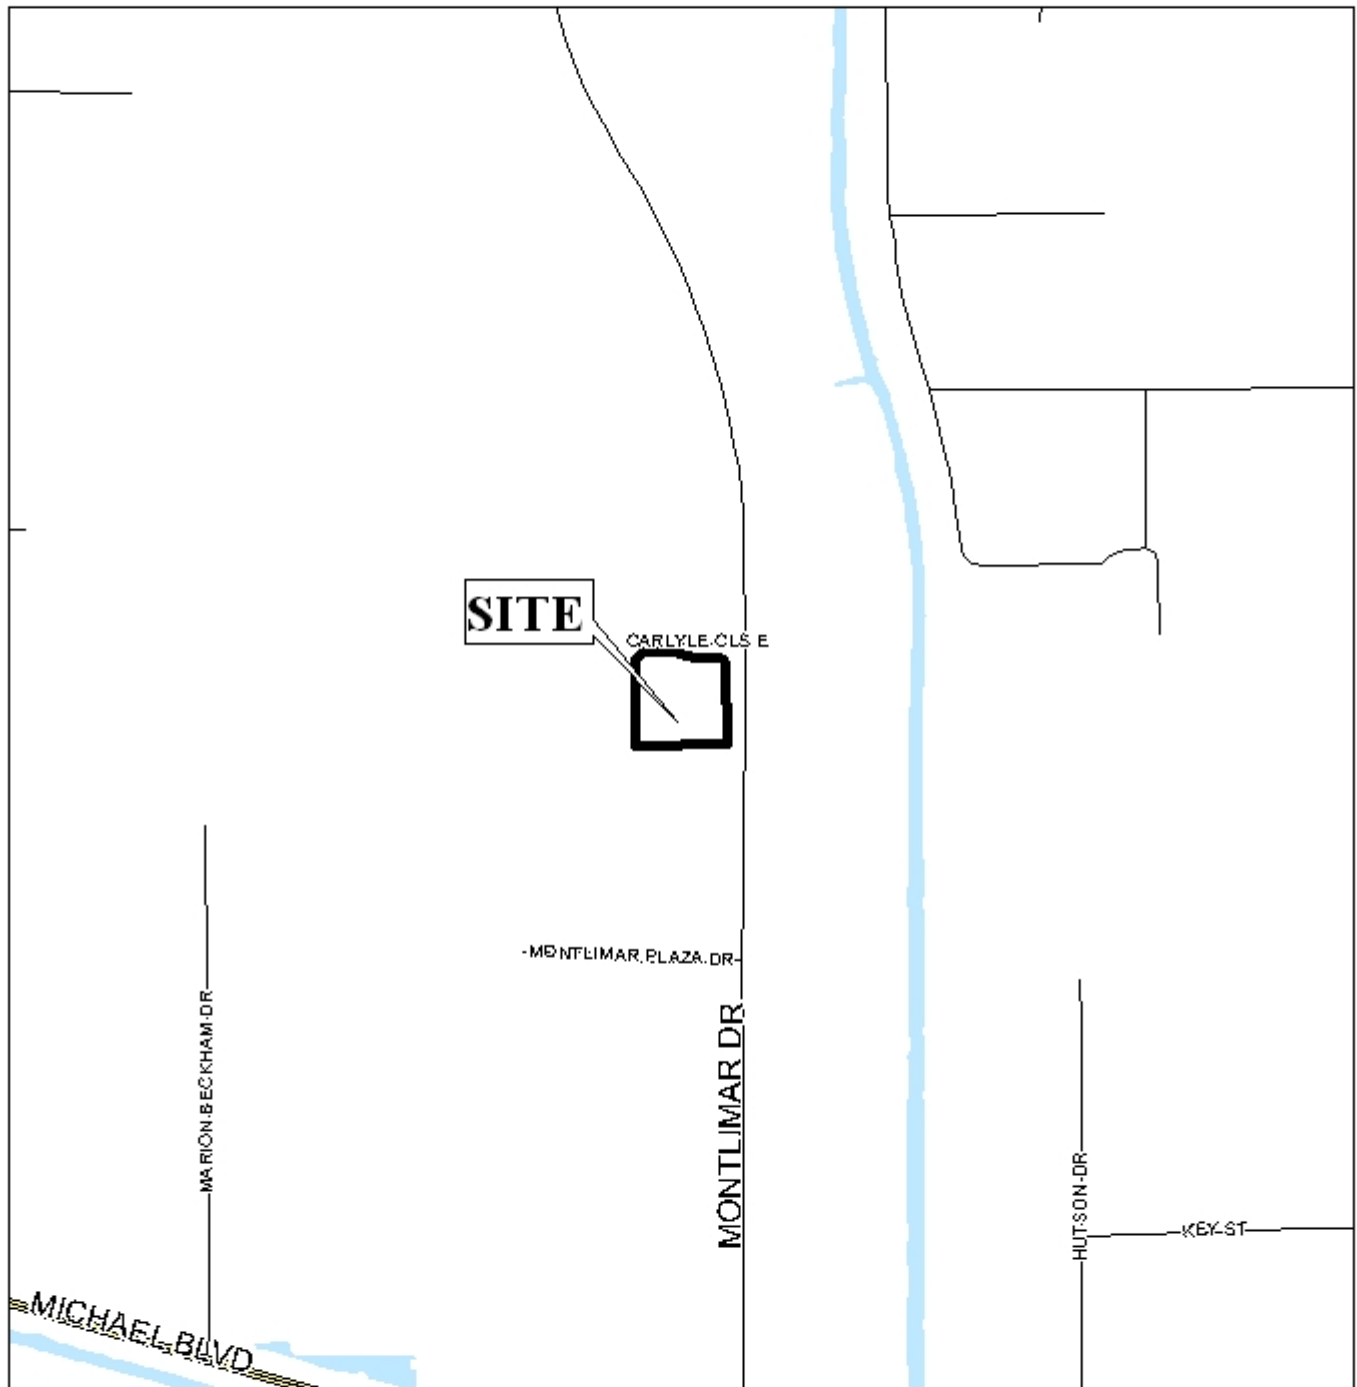 SITE
CARLYLE CLS E
MONTLIMAR PLAZA DR
MONTLIMAR DR
MARION BECKHAM DR
HUTSON DR
KEY ST
MICHAEL BLVD